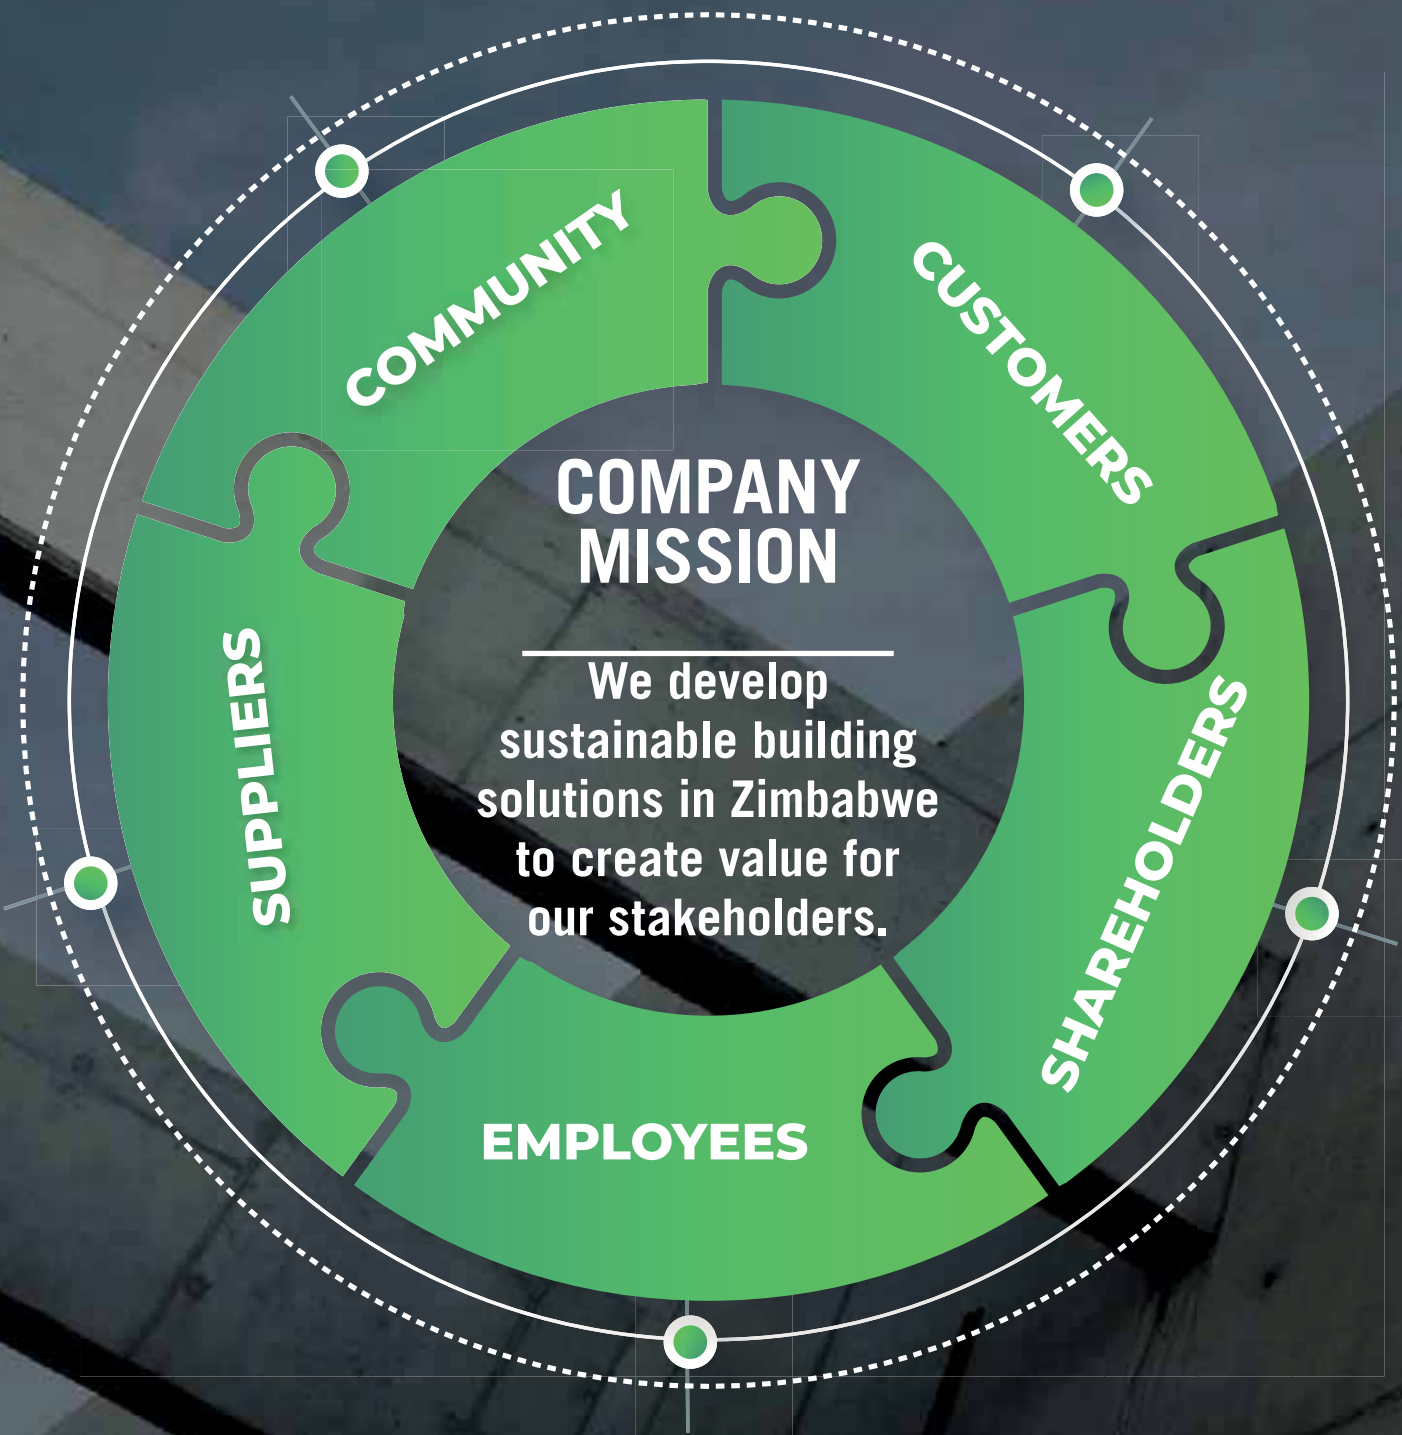 COMMUNITY
CUSTOMERS
COMPANY
MISSION
We develop
sustainable building
solutions in Zimbabwe
to create value for
our stakeholders.
SUPPLIERS
SHAREHOLDERS
EMPLOYEES